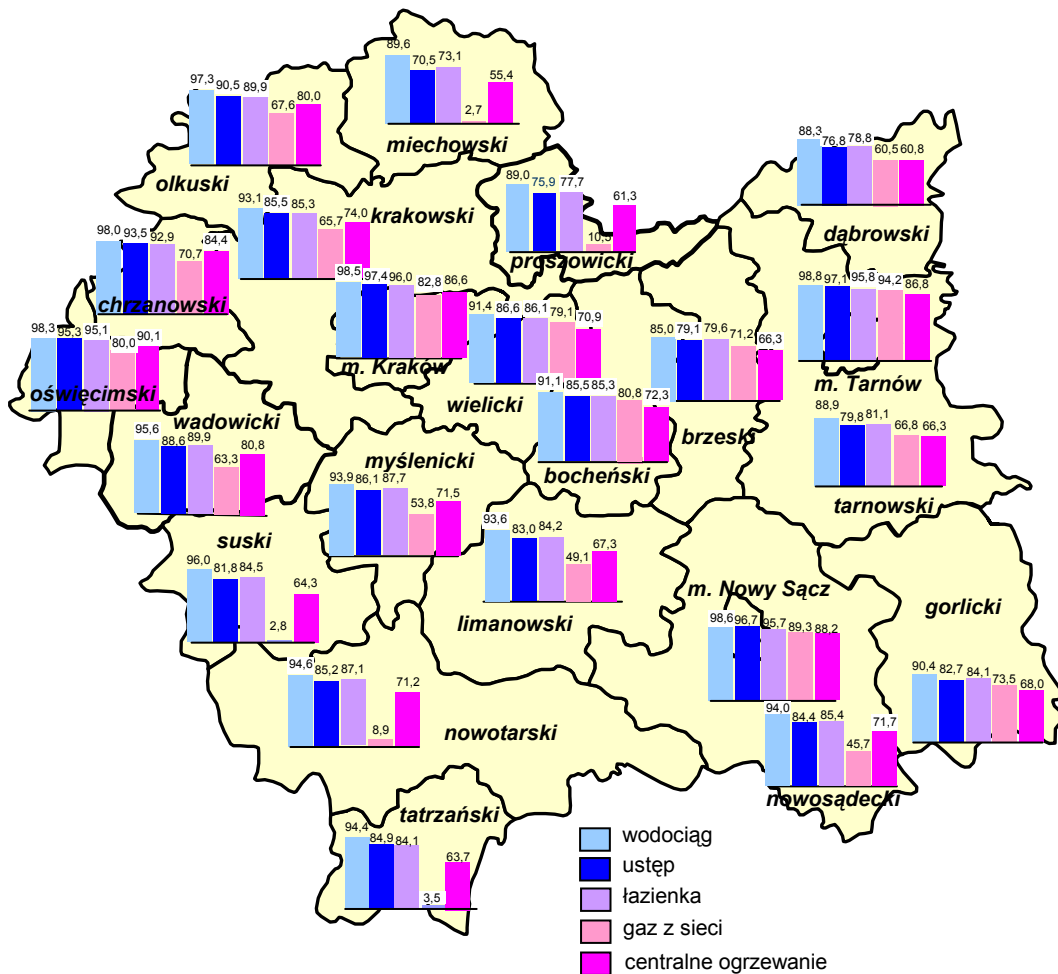 89,6 70,5 73,1 2,7 55,4
miechowski
97,3 90,5 89,9 67,6 80,0
olkuski
88,3 76,8 78,8 60,5 60,8
dąbrowski
89,0 75,9 77,7 10,5 61,3
proszowicki
93,1 85,5 85,3 65,7 74,0
krakowski
98,0 93,5 92,9 70,7 84,4
chrzanowski
98,5 97,4 96,0 82,8 86,6
m. Kraków
98,8 97,1 95,8 94,2 86,8
m. Tarnów
98,3 95,3 95,1 80,0 90,1
oświęcimski
91,4 86,6 86,1 79,1 70,9
wielicki
85,0 79,1 79,6 71,2 66,3
brzeski
91,1 85,5 85,3 80,8 72,3
bocheński
88,9 79,8 81,1 66,8 66,3
tarnowski
wadowicki
95,6 88,6 89,9 63,3 80,8
myślenicki
93,9 86,1 87,7 53,8 71,5
93,6 83,0 84,2 49,1 67,3
limanowski
suski
96,0 81,8 84,5 2,8 64,3
m. Nowy Sącz
98,6 96,7 95,7 89,3 88,2
gorlicki
90,4 82,7 84,1 73,5 68,0
94,6 85,2 87,1 8,9 71,2
nowotarski
94,0 84,4 85,4 45,7 71,7
nowosądecki
tatrzański
94,4 84,9 84,1 3,5 63,7
wodociąg
ustęp
łazienka
gaz z sieci
centralne ogrzewanie